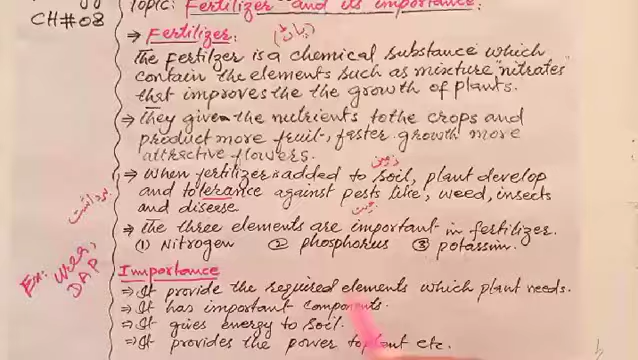 Topic: Fertilizer and its importance
CH#08
⇒ Fertilizer:
The Fertilzer is a chemical substance which
contain the elements such as mixture "nitrates"
that improves the the growth of plants.
⇒ They given the nutrients to the crops and
product more fruit, faster growth more
attractive flowers.
⇒ When fertilizer is added to soil, plant develop
زمین
and tolerance against pests like, weed, insects
برداشت
and disease
⇒ The three elements are important in fertilizer.
(1) Nitrogen (2) phosphorus (3) potassium.
Ex: Urea,
DAP
Importance
⇒ It provide the required elements which plant needs.
⇒ It has important components.
⇒ It gives energy to soil.
⇒ It provides the power to plant etc.